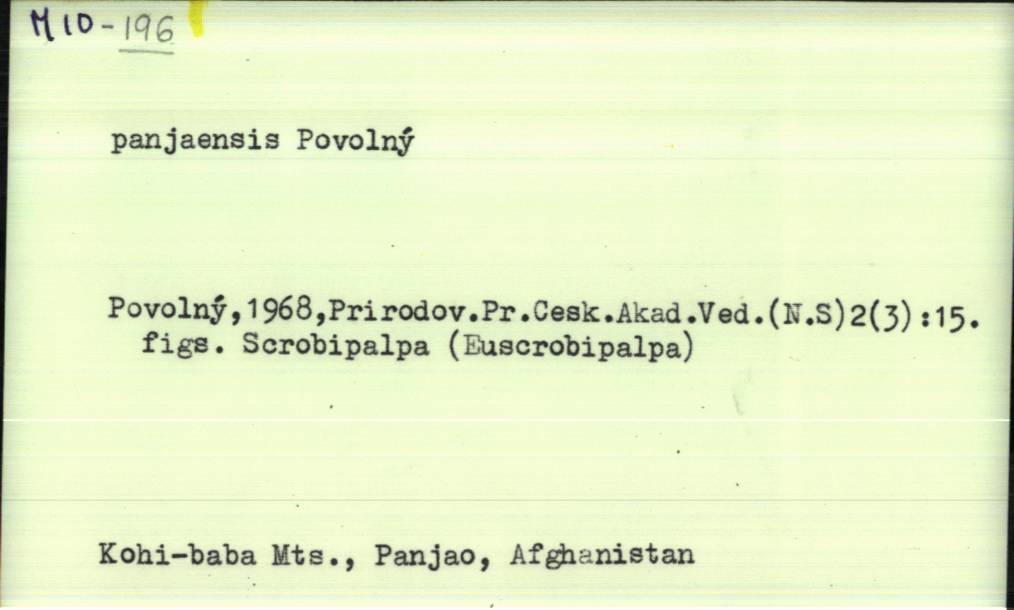 M10-196
panjaensis Povolný
Povolný,1968,Prirodov.Pr.Cesk.Akad.Ved.(N.S)2(3):15.
figs. Scrobipalpa (Euscrobipalpa)
Kohi-baba Mts., Panjao, Afghanistan